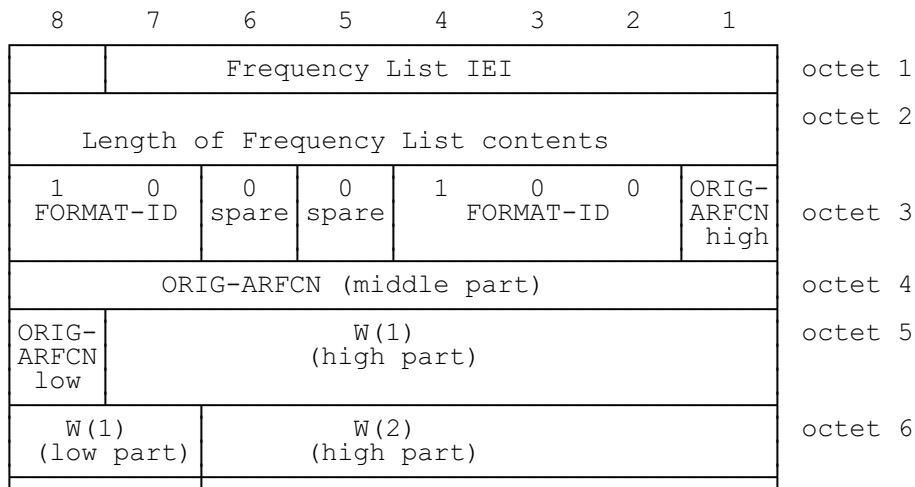 8 7 6 5 4 3 2 1
Frequency List IEI octet 1
octet 2
Length of Frequency List contents
1 0 0 0 1 0 0 ORIG-
FORMAT-ID spare spare FORMAT-ID ARFCN octet 3
high
ORIG-ARFCN (middle part) octet 4
ORIG- W(1) octet 5
ARFCN (high part)
low
W(1) W(2) octet 6
(low part) (high part)